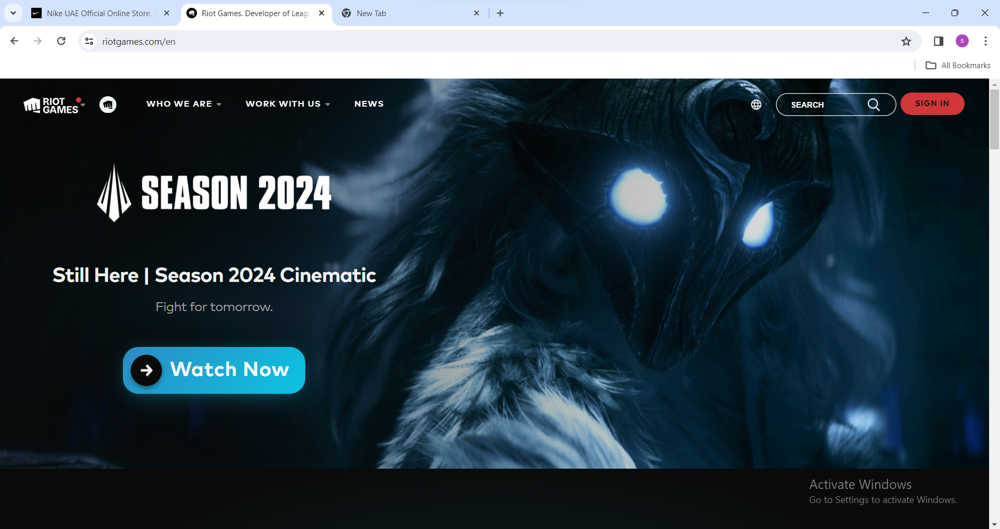 Nike UAE Official Online Store.
Riot Games. Developer of Leagu
New Tab
riotgames.com/en
S
All Bookmarks
RIOT
GAMES
WHO WE ARE
WORK WITH US
NEWS
SEARCH
SIGN IN
SEASON 2024
Still Here | Season 2024 Cinematic
Fight for tomorrow.
Watch Now
Activate Windows
Go to Settings to activate Windows.